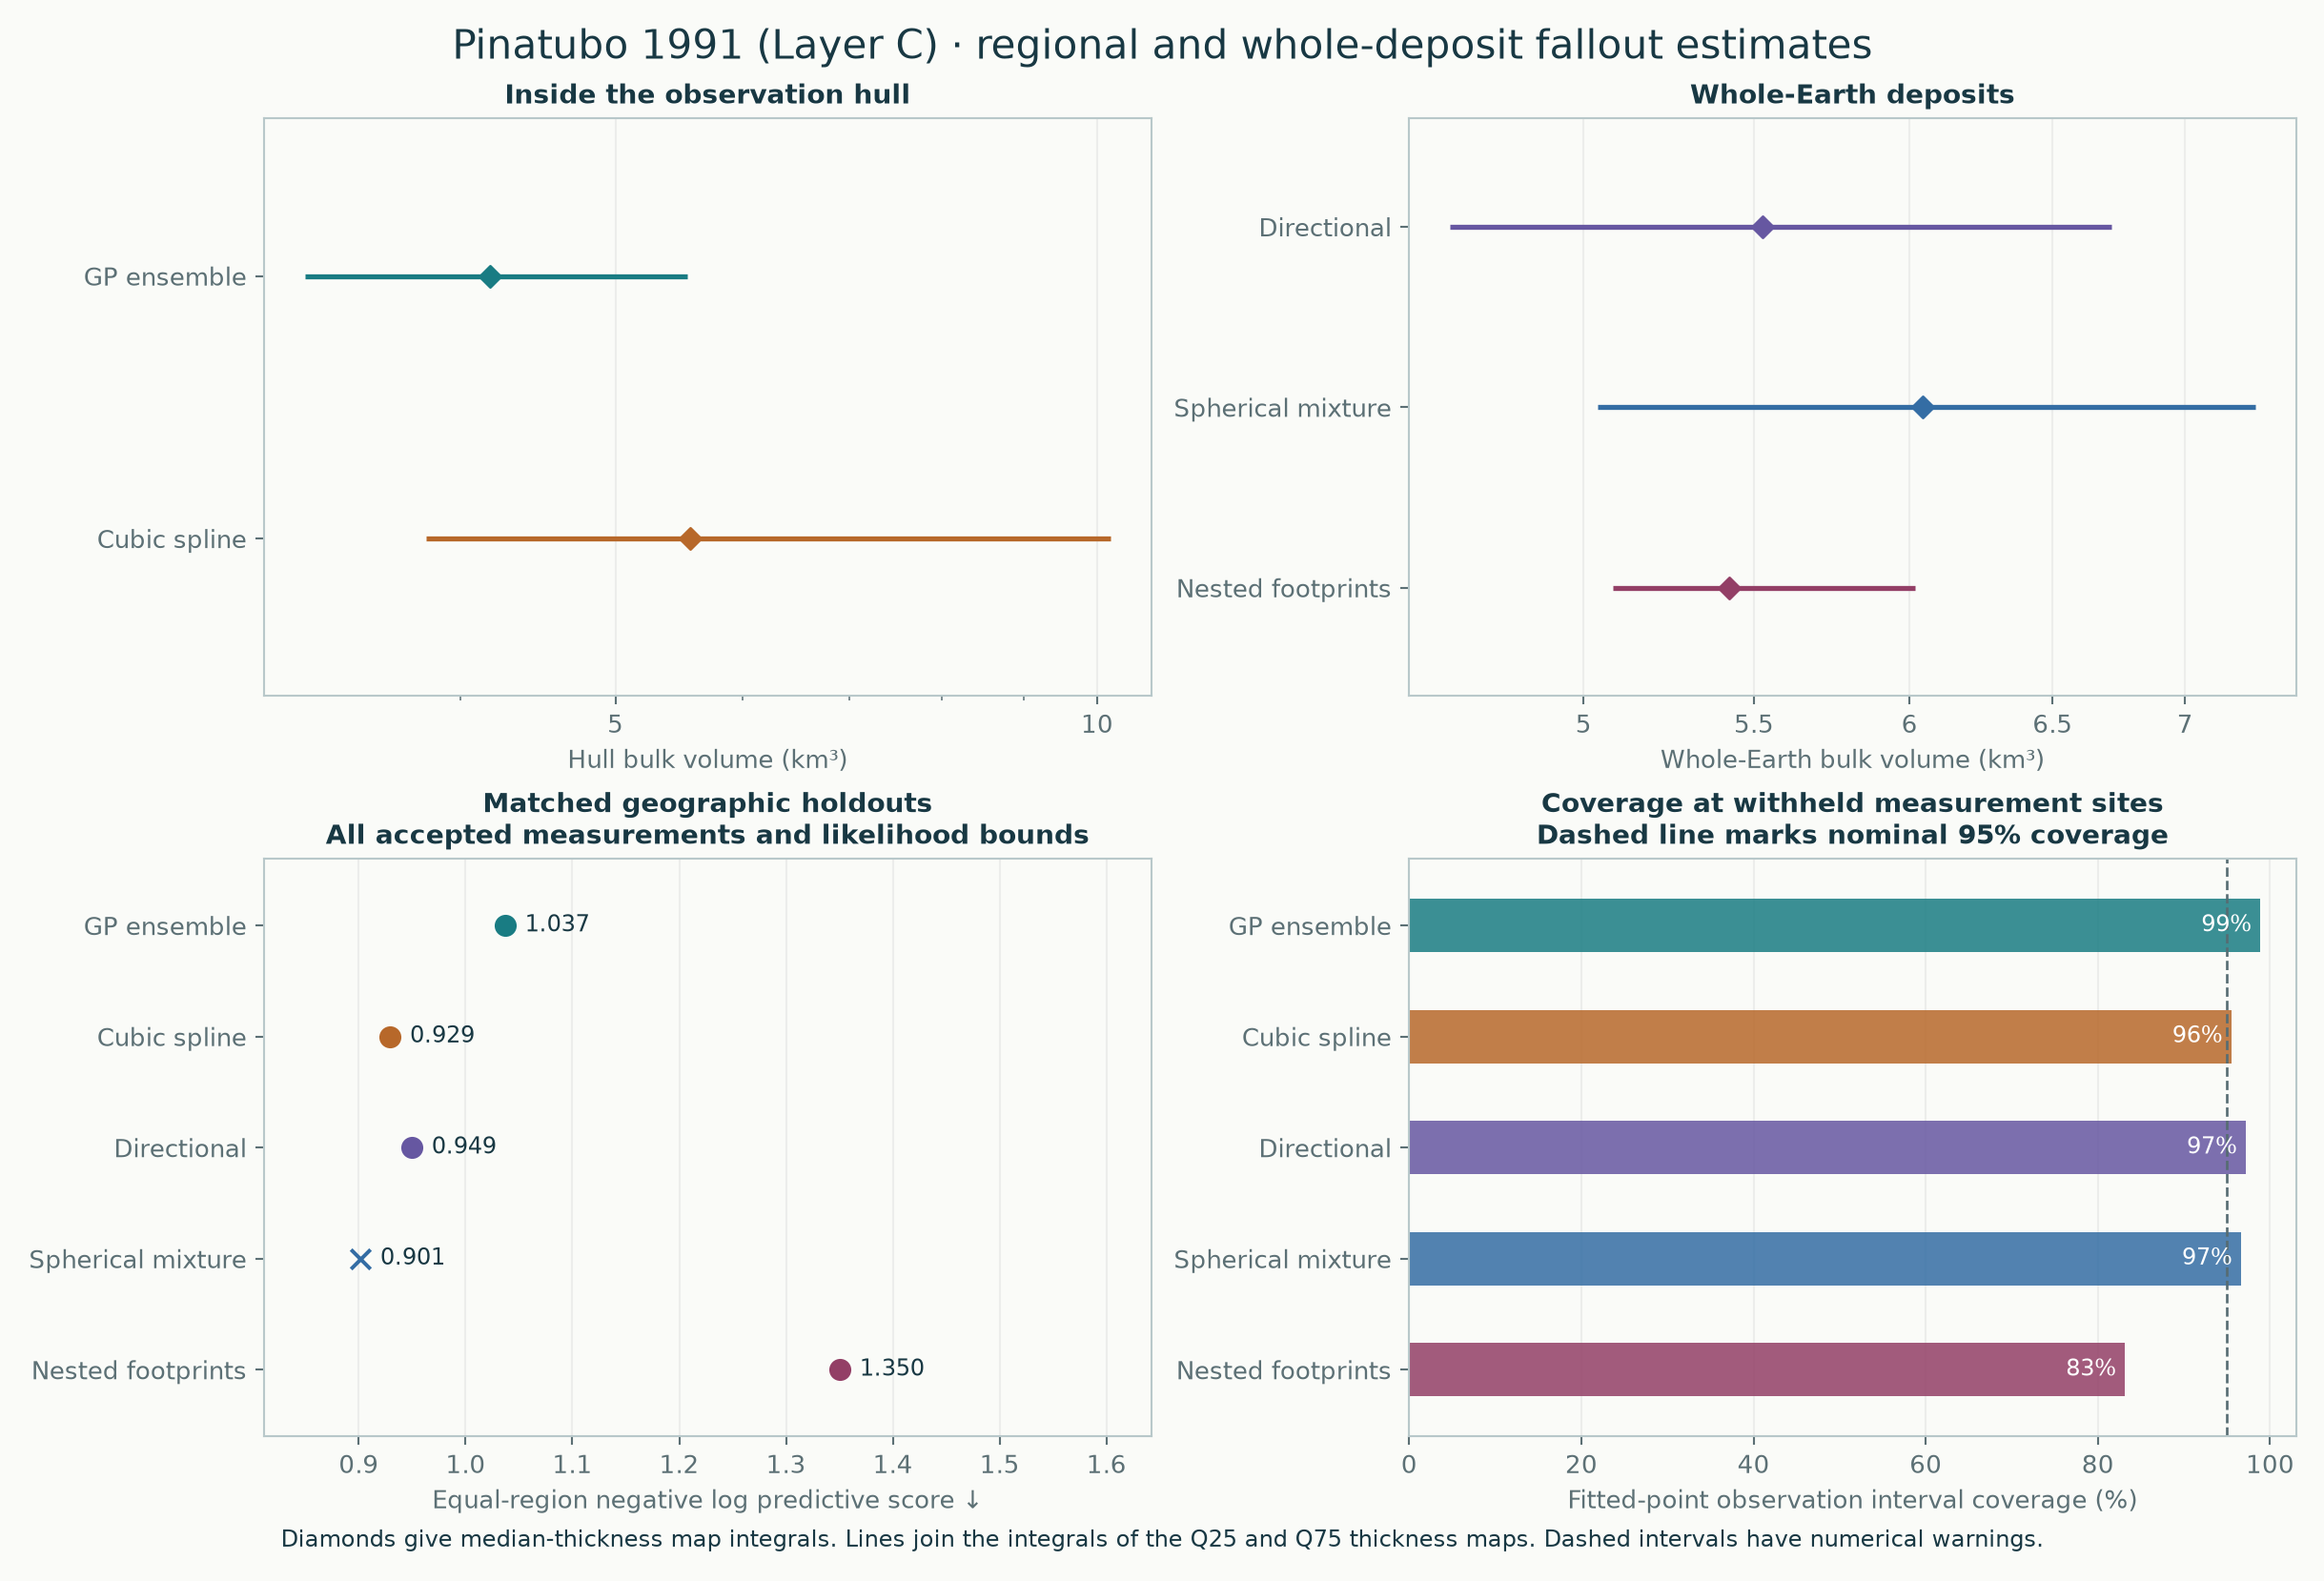 Pinatubo 1991 (Layer C) · regional and whole-deposit fallout estimates
Inside the observation hull
GP ensemble
Cubic spline
5
10
Hull bulk volume (km³)
Whole-Earth deposits
Directional
Spherical mixture
Nested footprints
5
5.5
6
6.5
7
Whole-Earth bulk volume (km³)
Matched geographic holdouts
All accepted measurements and likelihood bounds
GP ensemble
1.037
Cubic spline
0.929
Directional
0.949
Spherical mixture
0.901
Nested footprints
1.350
0.9
1.0
1.1
1.2
1.3
1.4
1.5
1.6
Equal-region negative log predictive score ↓
Coverage at withheld measurement sites
Dashed line marks nominal 95% coverage
GP ensemble
99%
Cubic spline
96%
Directional
97%
Spherical mixture
97%
Nested footprints
83%
0
20
40
60
80
100
Fitted-point observation interval coverage (%)
Diamonds give median-thickness map integrals. Lines join the integrals of the Q25 and Q75 thickness maps. Dashed intervals have numerical warnings.